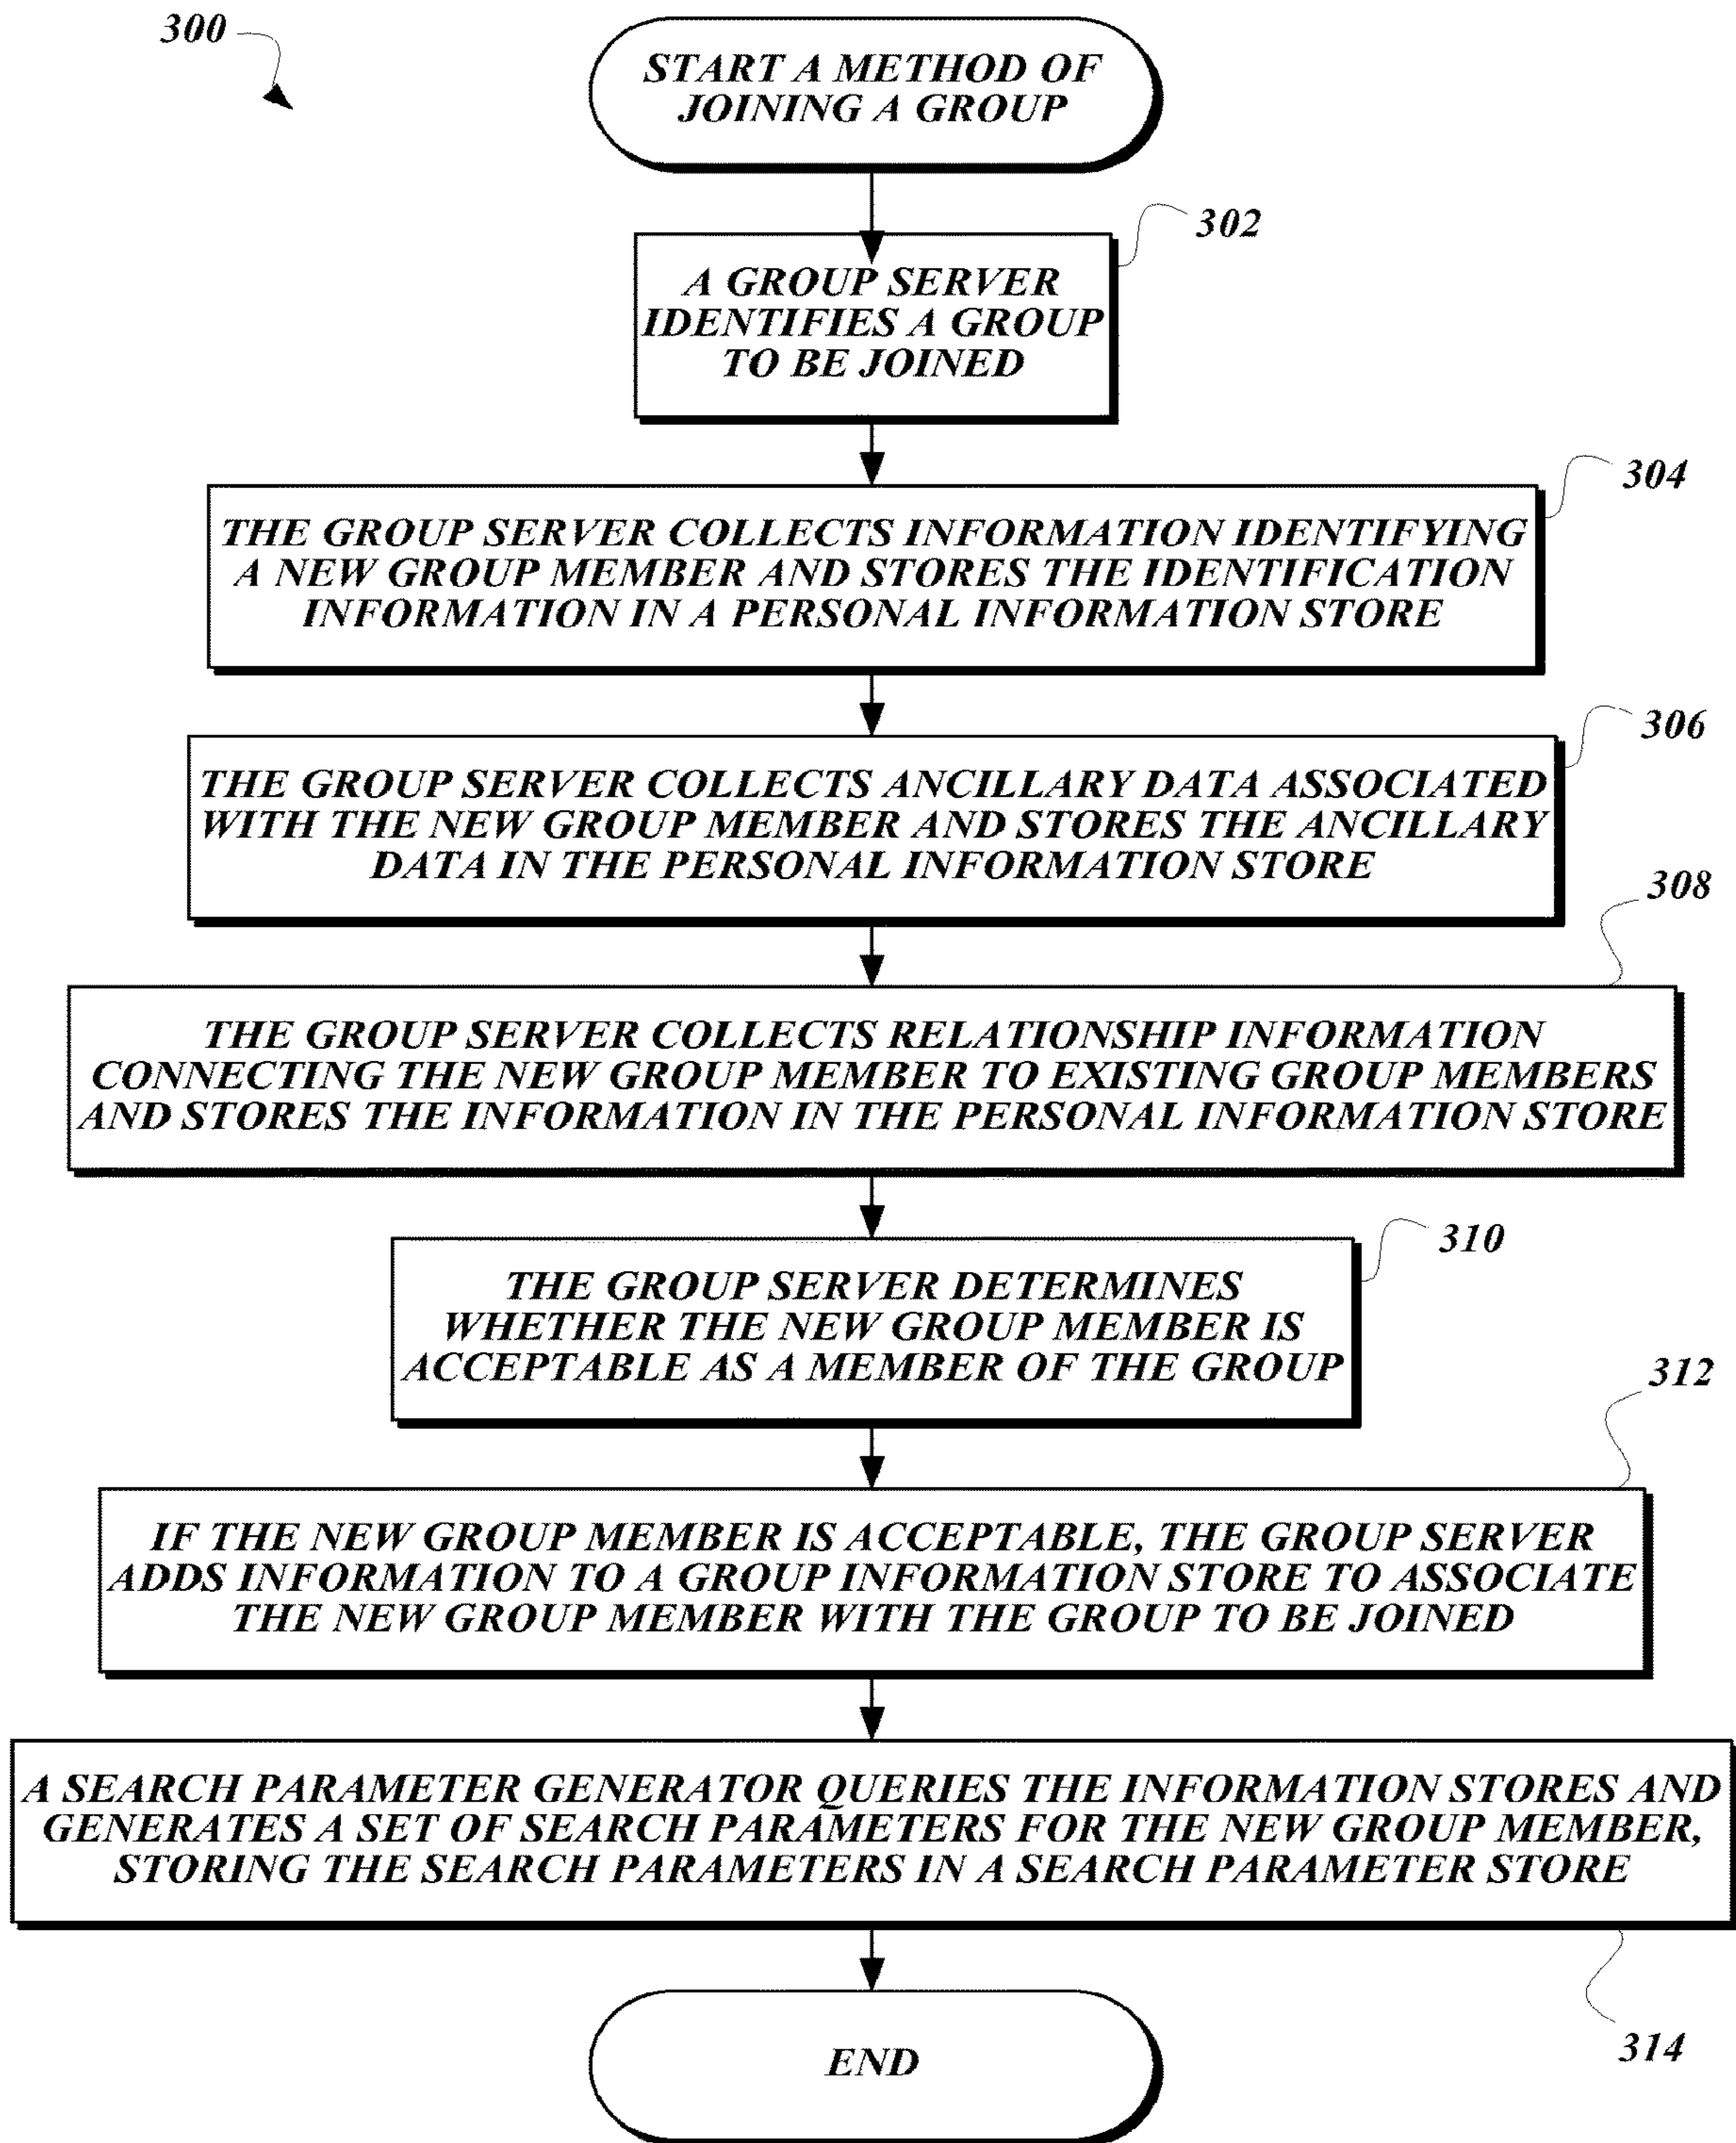 300
START A METHOD OF
JOINING A GROUP
302
A GROUP SERVER
IDENTIFIES A GROUP
TO BE JOINED
304
THE GROUP SERVER COLLECTS INFORMATION IDENTIFYING
A NEW GROUP MEMBER AND STORES THE IDENTIFICATION
INFORMATION IN A PERSONAL INFORMATION STORE
306
THE GROUP SERVER COLLECTS ANCILLARY DATA ASSOCIATED
WITH THE NEW GROUP MEMBER AND STORES THE ANCILLARY
DATA IN THE PERSONAL INFORMATION STORE
308
THE GROUP SERVER COLLECTS RELATIONSHIP INFORMATION
CONNECTING THE NEW GROUP MEMBER TO EXISTING GROUP MEMBERS
AND STORES THE INFORMATION IN THE PERSONAL INFORMATION STORE
310
THE GROUP SERVER DETERMINES
WHETHER THE NEW GROUP MEMBER IS
ACCEPTABLE AS A MEMBER OF THE GROUP
312
IF THE NEW GROUP MEMBER IS ACCEPTABLE, THE GROUP SERVER
ADDS INFORMATION TO A GROUP INFORMATION STORE TO ASSOCIATE
THE NEW GROUP MEMBER WITH THE GROUP TO BE JOINED
A SEARCH PARAMETER GENERATOR QUERIES THE INFORMATION STORES AND
GENERATES A SET OF SEARCH PARAMETERS FOR THE NEW GROUP MEMBER,
STORING THE SEARCH PARAMETERS IN A SEARCH PARAMETER STORE
314
END